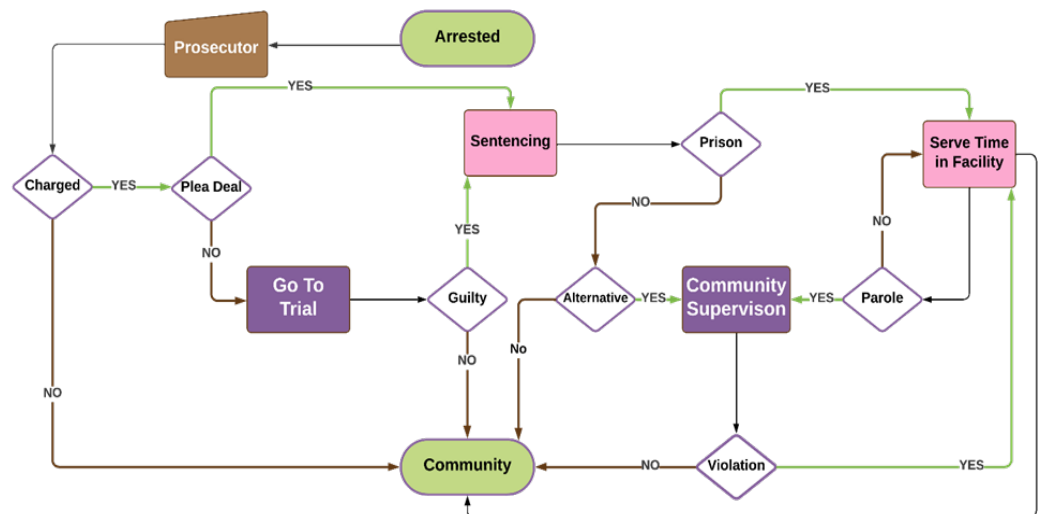 Arrested
Prosecutor
YES
YES
Sentencing
Prison
Serve Time
in Facility
Charged
YES
Plea Deal
NO
NO
YES
NO
Go To
Trial
Guilty
Alternative
YES
Community
Supervison
YES
Parole
No
NO
NO
Community
NO
Violation
YES